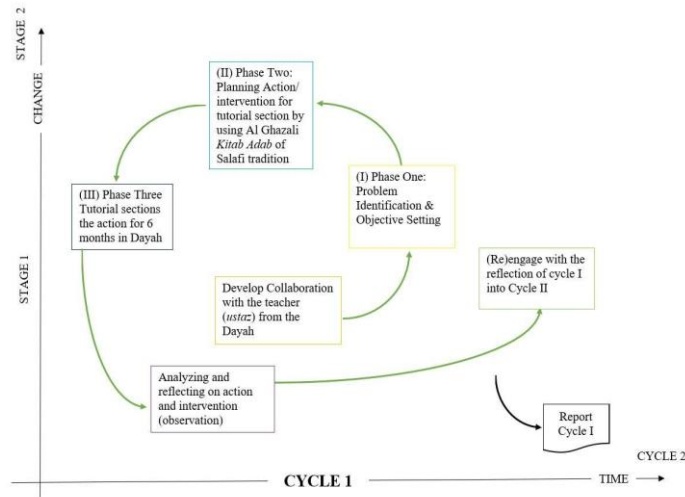 STAGE 2
CHANGE
STAGE 1
(II) Phase Two:
Planning Action/
intervention for
tutorial section by
using Al Ghazali
Kitab Adab of
Salafi tradition
(I) Phase One:
Problem
Identification &
Objective Setting
(III) Phase Three
Tutorial sections
the action for 6
months in Dayah
(Re)engage with the
reflection of cycle I
into Cycle II
Develop Collaboration
with the teacher
(ustaz) from the
Dayah
Analyzing and
reflecting on action
and intervention
(observation)
Report
Cycle I
CYCLE 2
CYCLE 1
TIME